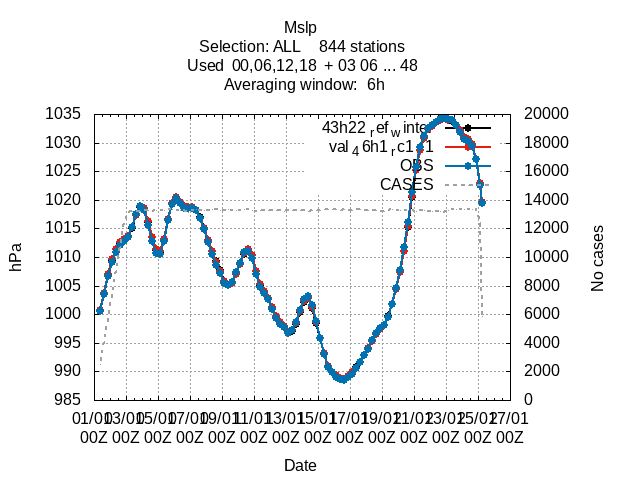 Mslp
Selection: ALL 844 stations
Used 00,06,12,18 + 03 06 ... 48
Averaging window: 6h
1035 20000
1030 18000
1025 16000
1020 14000
1015 12000
1010 10000
1005 8000
1000 6000
995 4000
990 2000
985 0
hPa
No cases
43h22_ref_winte
val_46h1_rc1.1
OBS
CASES
01/01 03/01 05/01 07/01 09/01 11/01 13/01 15/01 17/01 19/01 21/01 23/01 25/01 27/01
00Z 00Z 00Z 00Z 00Z 00Z 00Z 00Z 00Z 00Z 00Z 00Z 00Z 00Z
Date